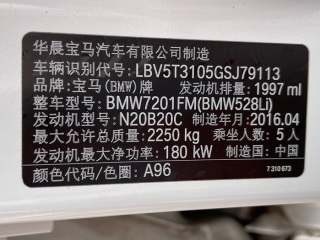 华晨宝马汽车有限公司制造
车辆识别代号: LBV5T3105GSJ79113
品牌: 宝马(BMW)牌 发动机排量: 1997 ml
整车型号: BMW7201FM(BMW528Li)
发动机型号: N20B20C 制造年月: 2016.04
最大允许总质量: 2250 kg 乘坐人数: 5 人
发动机最大净功率: 180 kW 制造国: 中国
颜色代码/色圈: A96 7 310 673